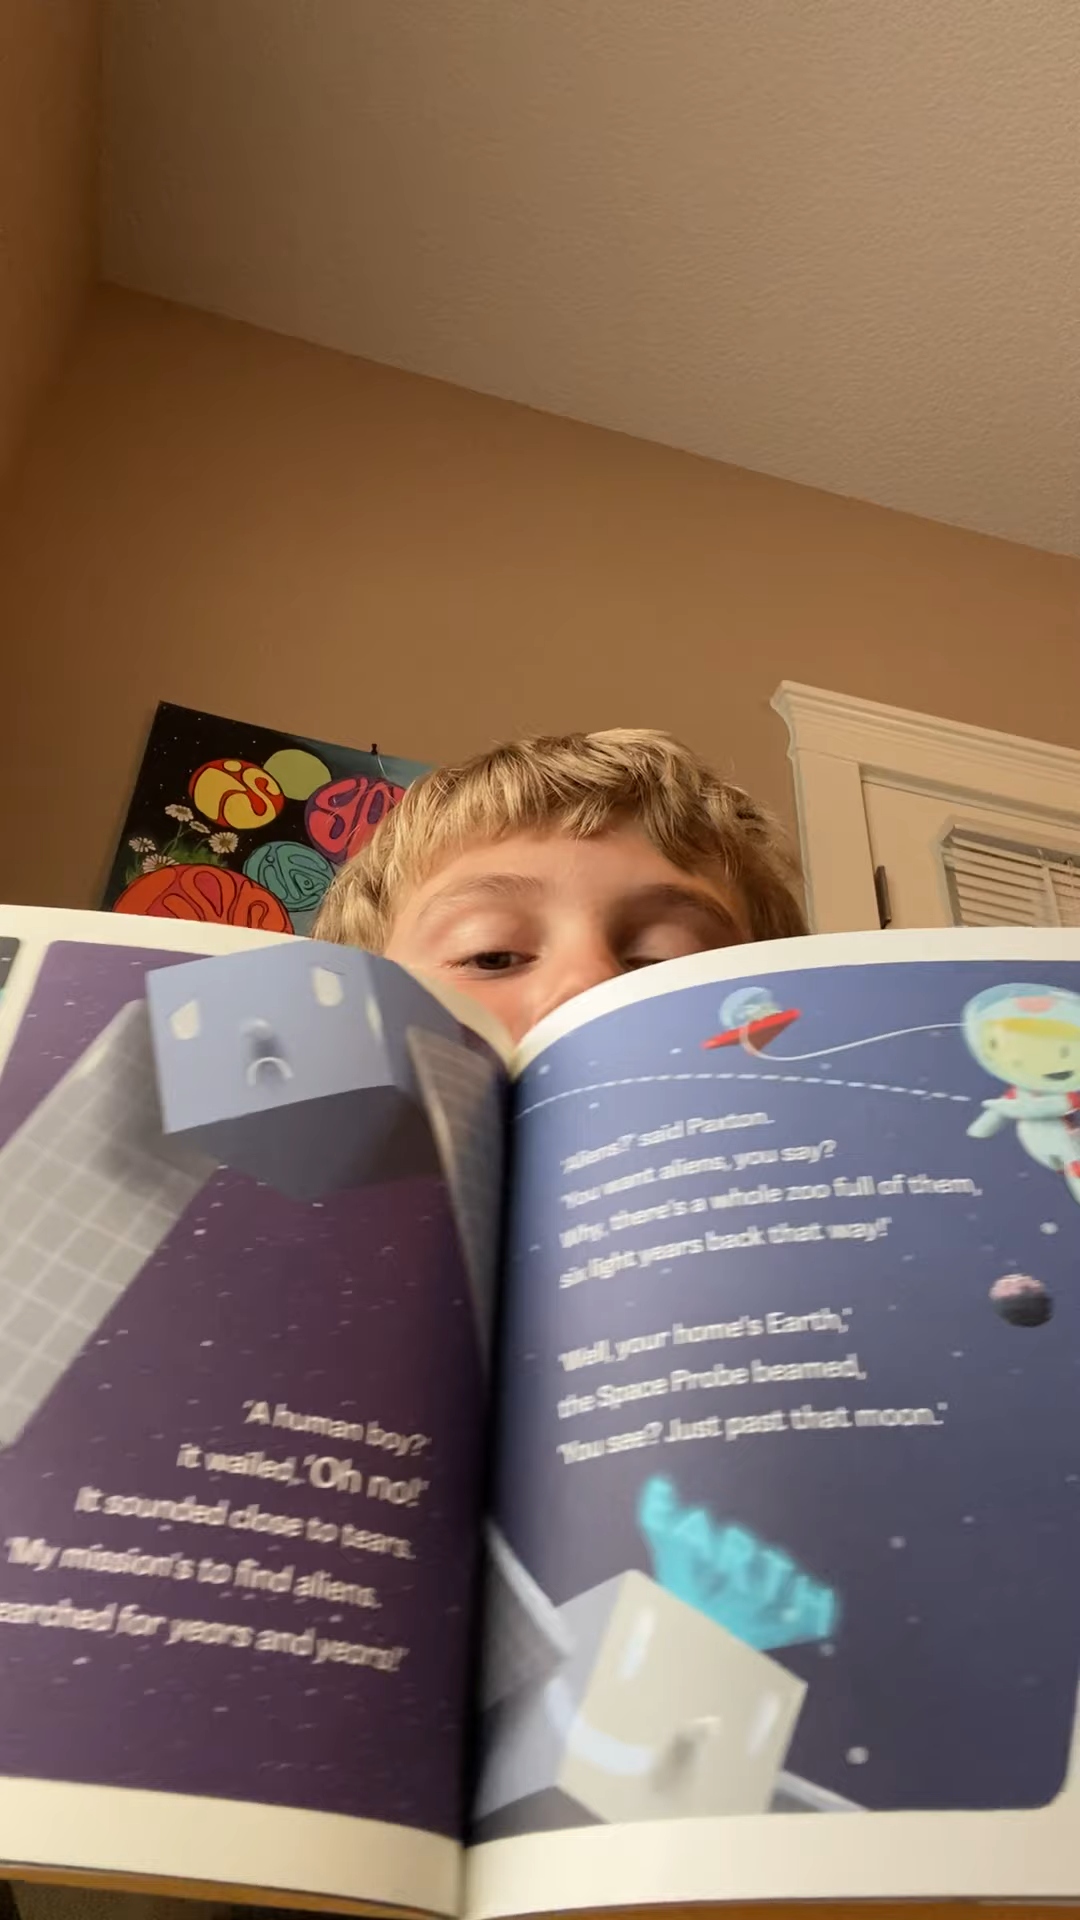 'A human boy?'
it wailed, 'Oh no!'
It sounded close to tears.
'My mission's to find aliens.
searched for years and years!'
'Aliens?' said Paxton.
'You want aliens, you say?
Why, there's a whole zoo full of them,
six light years back that way!'
'Well, your home's Earth,'
the Space Probe beamed,
'You see? Just past that moon.'
EARTH